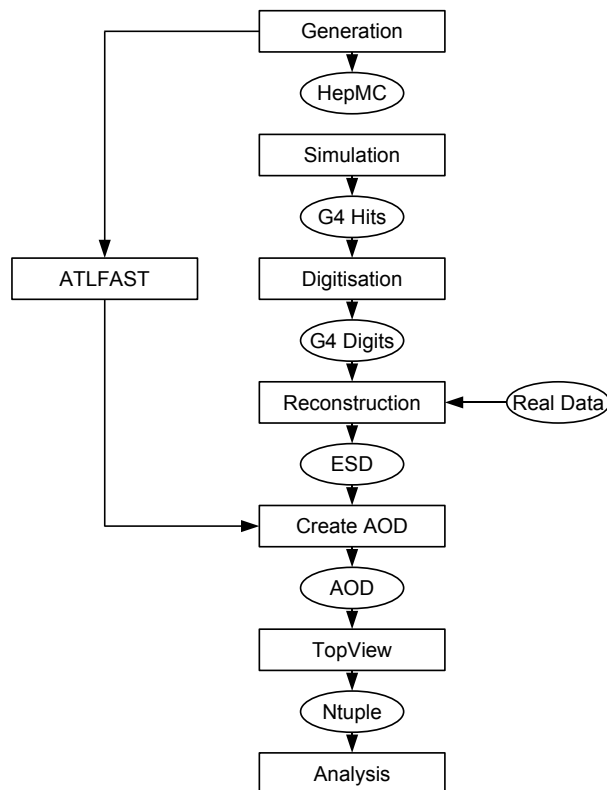 Generation
HepMC
Simulation
G4 Hits
ATLFAST
Digitisation
G4 Digits
Reconstruction
Real Data
ESD
Create AOD
AOD
TopView
Ntuple
Analysis